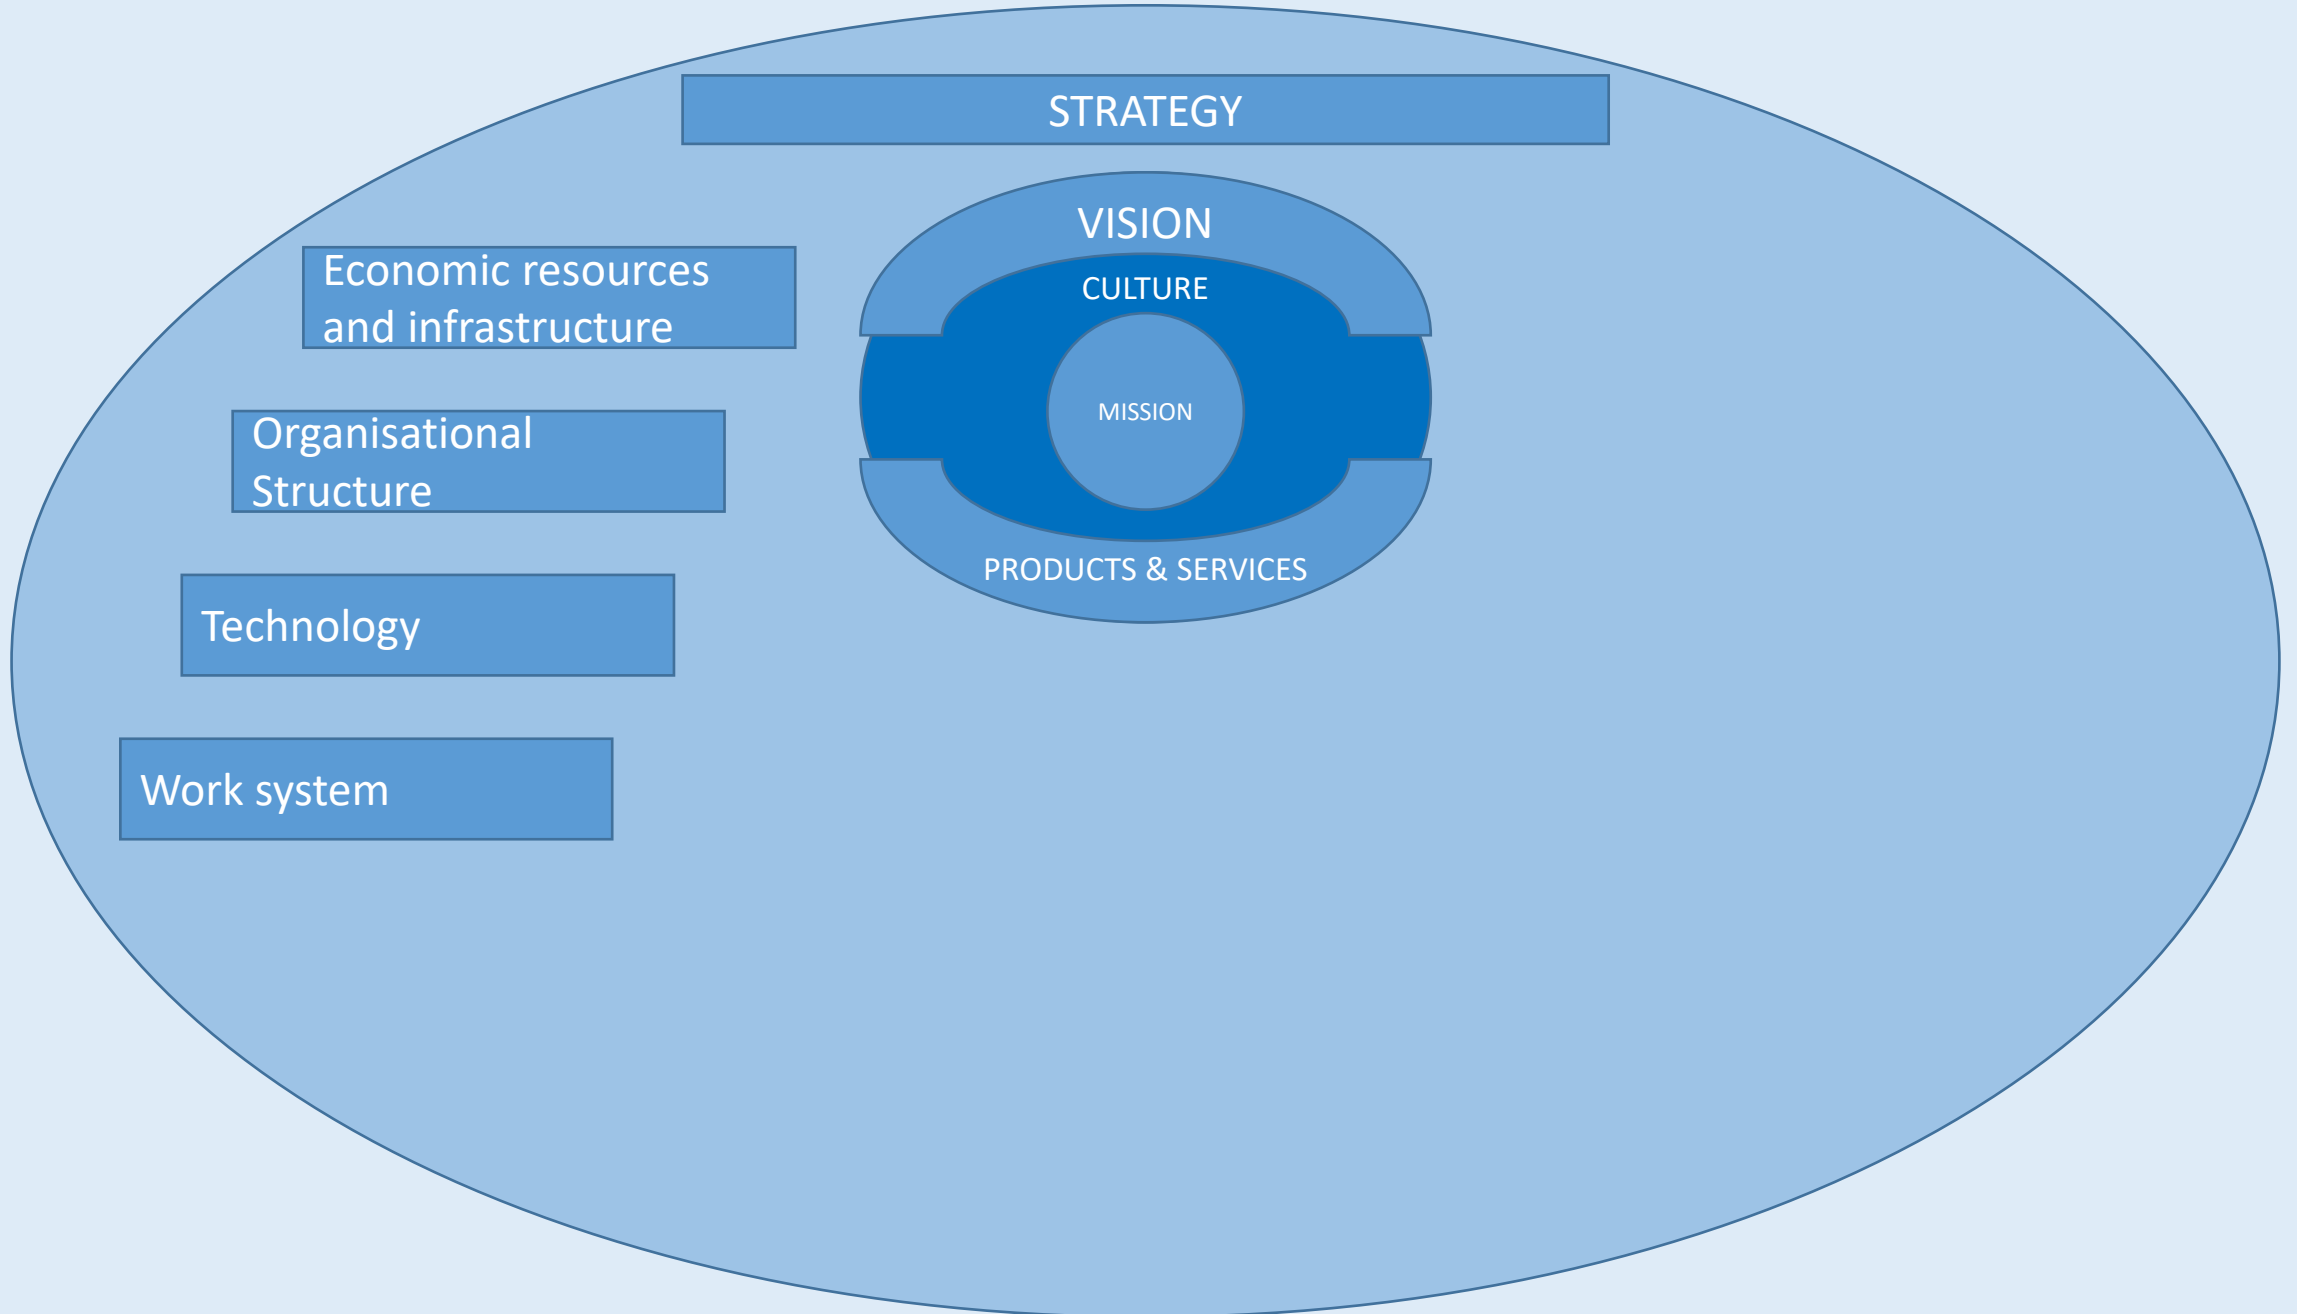 STRATEGY
VISION
CULTURE
MISSION
PRODUCTS & SERVICES
Economic resources
and infrastructure
Organisational
Structure
Technology
Work system